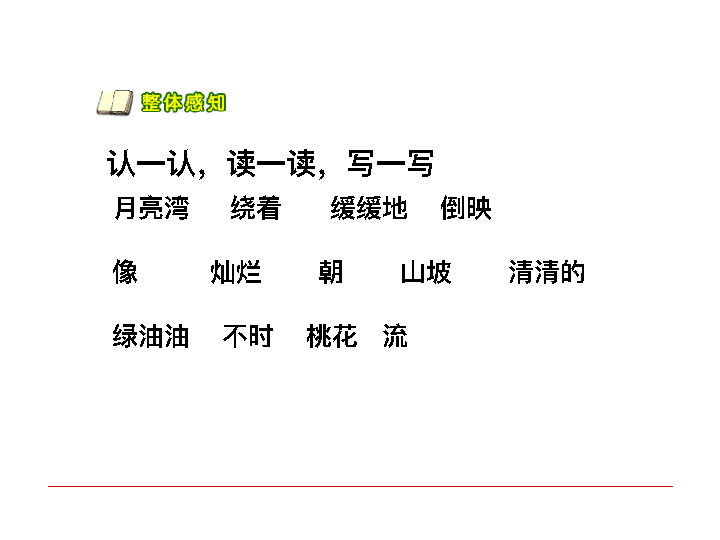 整体感知
认一认，读一读，写一写
月亮湾 绕着 缓缓地 倒映
像 灿烂 朝 山坡 清清的
绿油油 不时 桃花 流